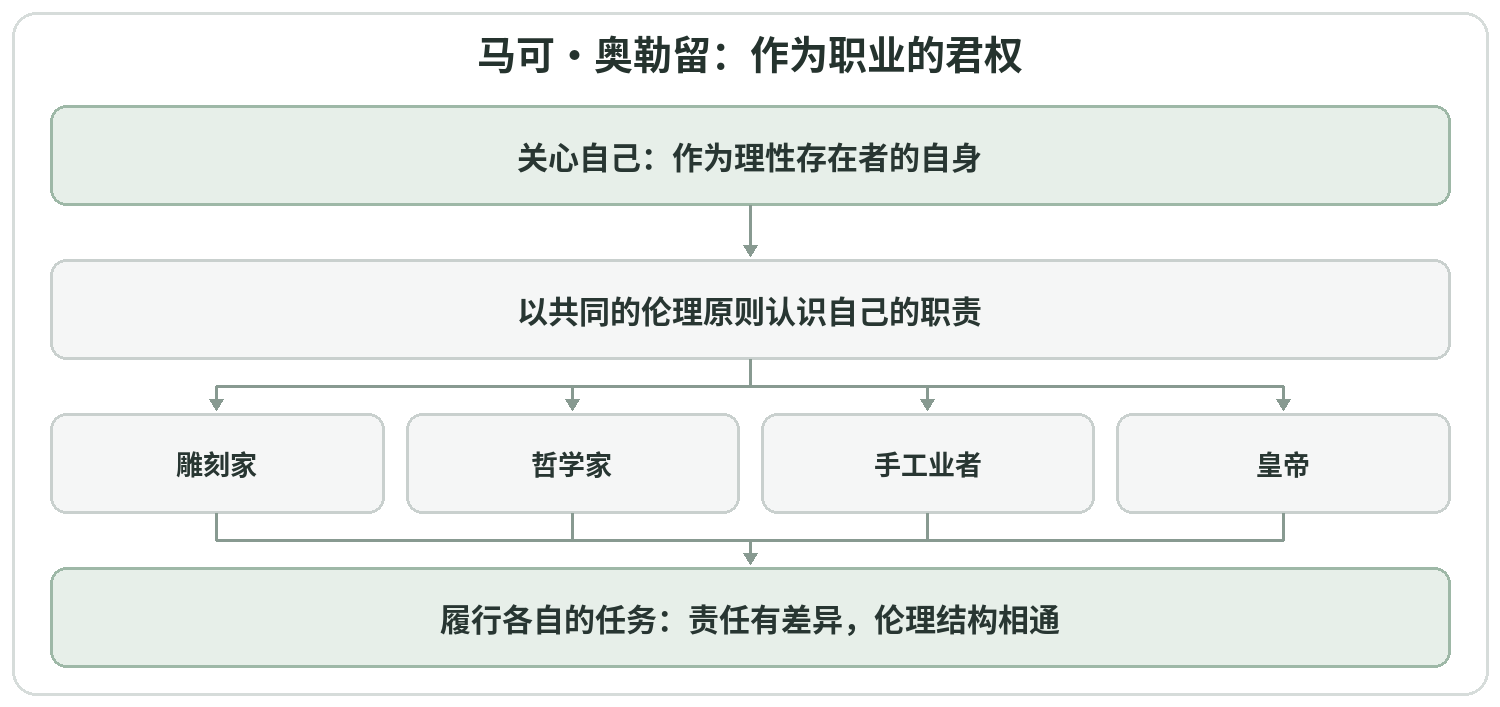 马可·奥勒留：作为职业的君权
关心自己：作为理性存在者的自身
以共同的伦理原则认识自己的职责
雕刻家
哲学家
手工业者
皇帝
履行各自的任务：责任有差异，伦理结构相通